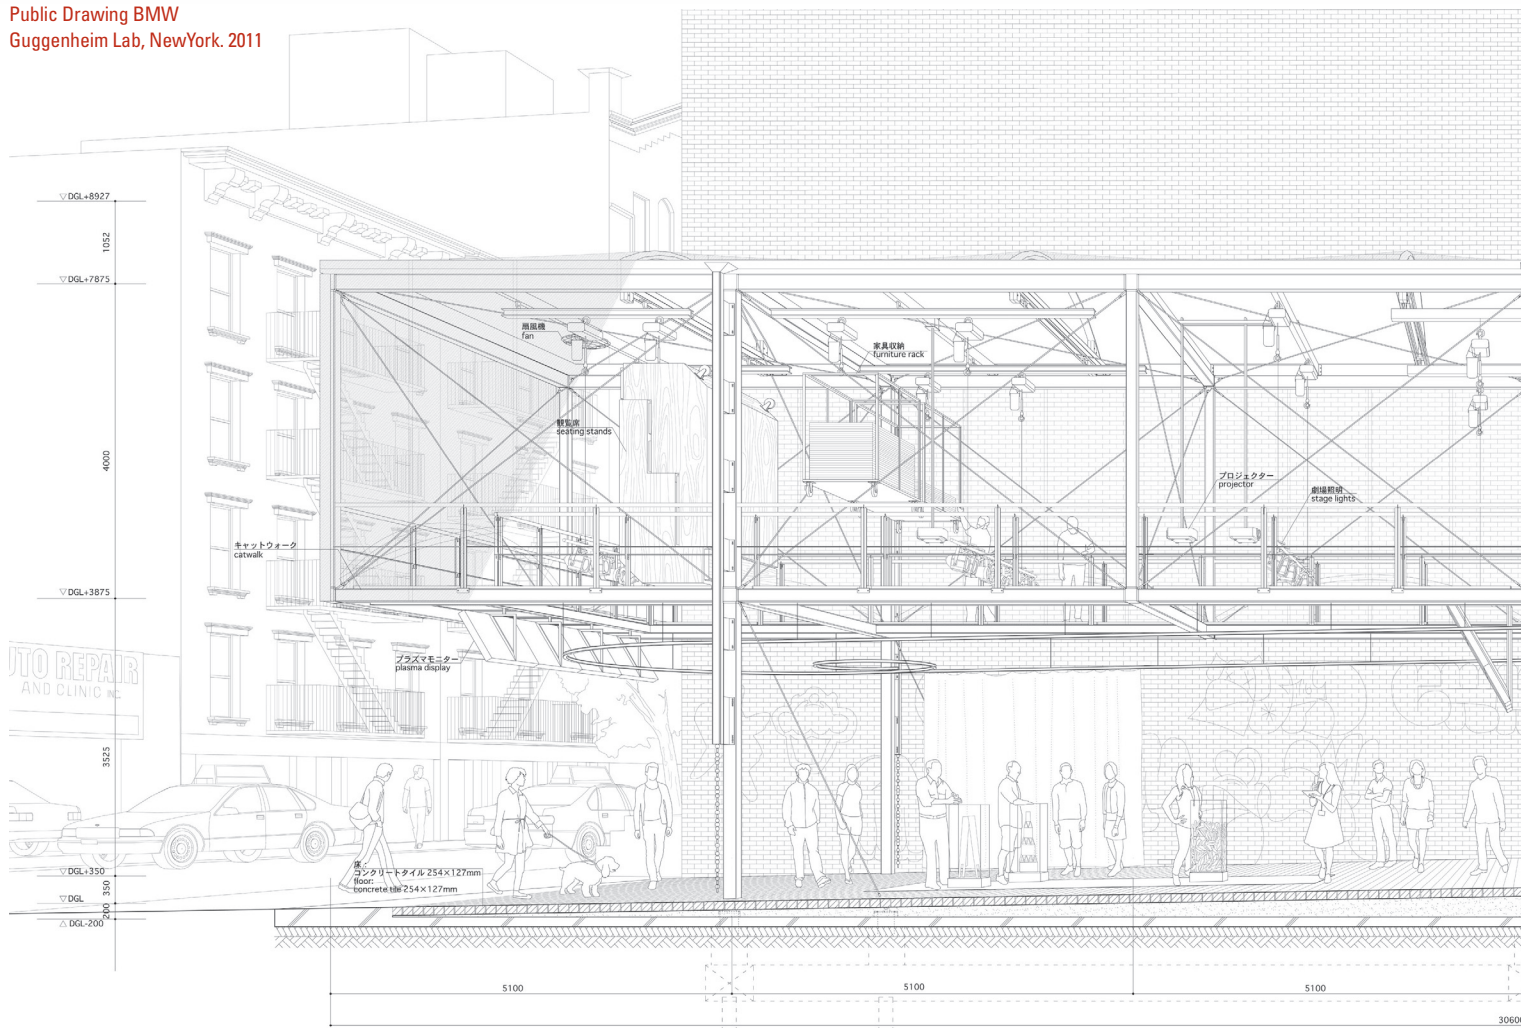 Public Drawing BMW
Guggenheim Lab, NewYork. 2011
▽DGL+8927
1052
▽DGL+7875
扇風機
fan
家具収納
furniture rack
観覧席
seating stands
4000
プロジェクター
projector
劇場照明
stage lights
キャットウォーク
catwalk
▽DGL+3875
プラズマモニター
plasma display
UTO REPAIR
AND CLINIC INC.
3525
床:
コンクリートタイル 254×127mm
floor:
concrete tile 254×127mm
▽DGL+350
350
▽DGL
200
△DGL-200
5100
5100
5100
30600